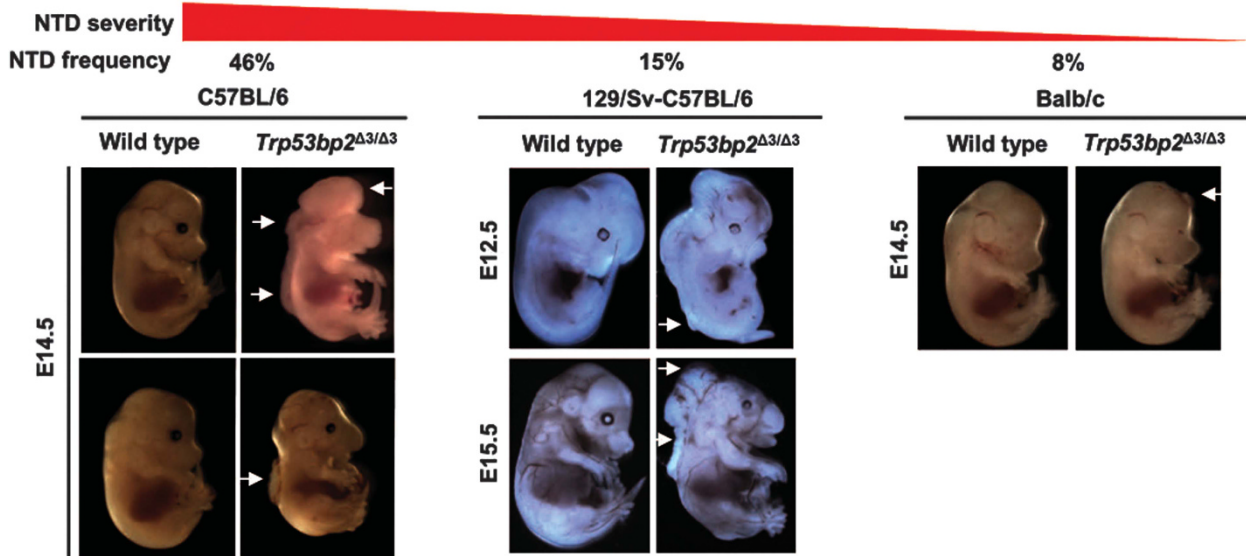 NTD severity
NTD frequency 46% 15% 8%
C57BL/6 129/Sv-C57BL/6 Balb/c
Wild type Trp53bp2Δ3/Δ3 Wild type Trp53bp2Δ3/Δ3 Wild type Trp53bp2Δ3/Δ3
E14.5
E12.5
E15.5
E14.5